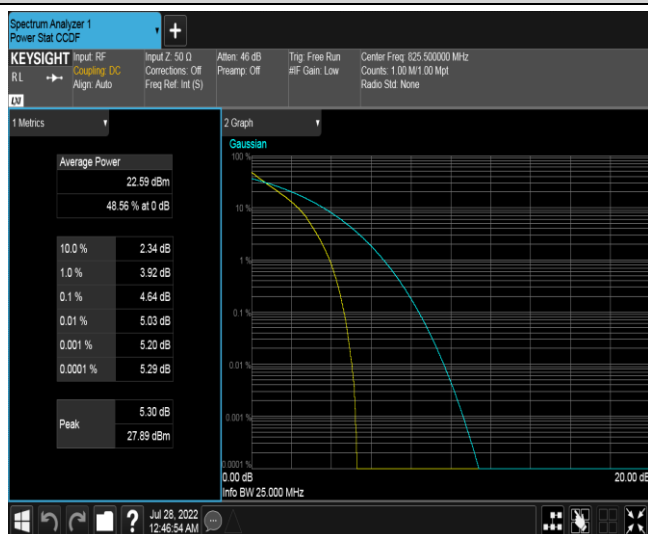 Spectrum Analyzer 1
Power Stat CCDF
+
KEYSIGHT
RL
LXI
Input: RF
Coupling: DC
Align: Auto
Input Z: 50 Ω
Corrections: Off
Freq Ref: Int (S)
Atten: 46 dB
Preamp: Off
Trig: Free Run
#IF Gain: Low
Center Freq: 825.500000 MHz
Counts: 1.00 M/1.00 Mpt
Radio Std: None
1 Metrics
Average Power
22.59 dBm
48.56 % at 0 dB
10.0 % 2.34 dB
1.0 % 3.92 dB
0.1 % 4.64 dB
0.01 % 5.03 dB
0.001 % 5.20 dB
0.0001 % 5.29 dB
Peak
5.30 dB
27.89 dBm
2 Graph
Gaussian
100 %
10 %
1 %
0.1 %
0.01 %
0.001 %
0.0001 %
0.00 dB
20.00 dB
Info BW 25.000 MHz
?
Jul 28, 2022
12:46:54 AM